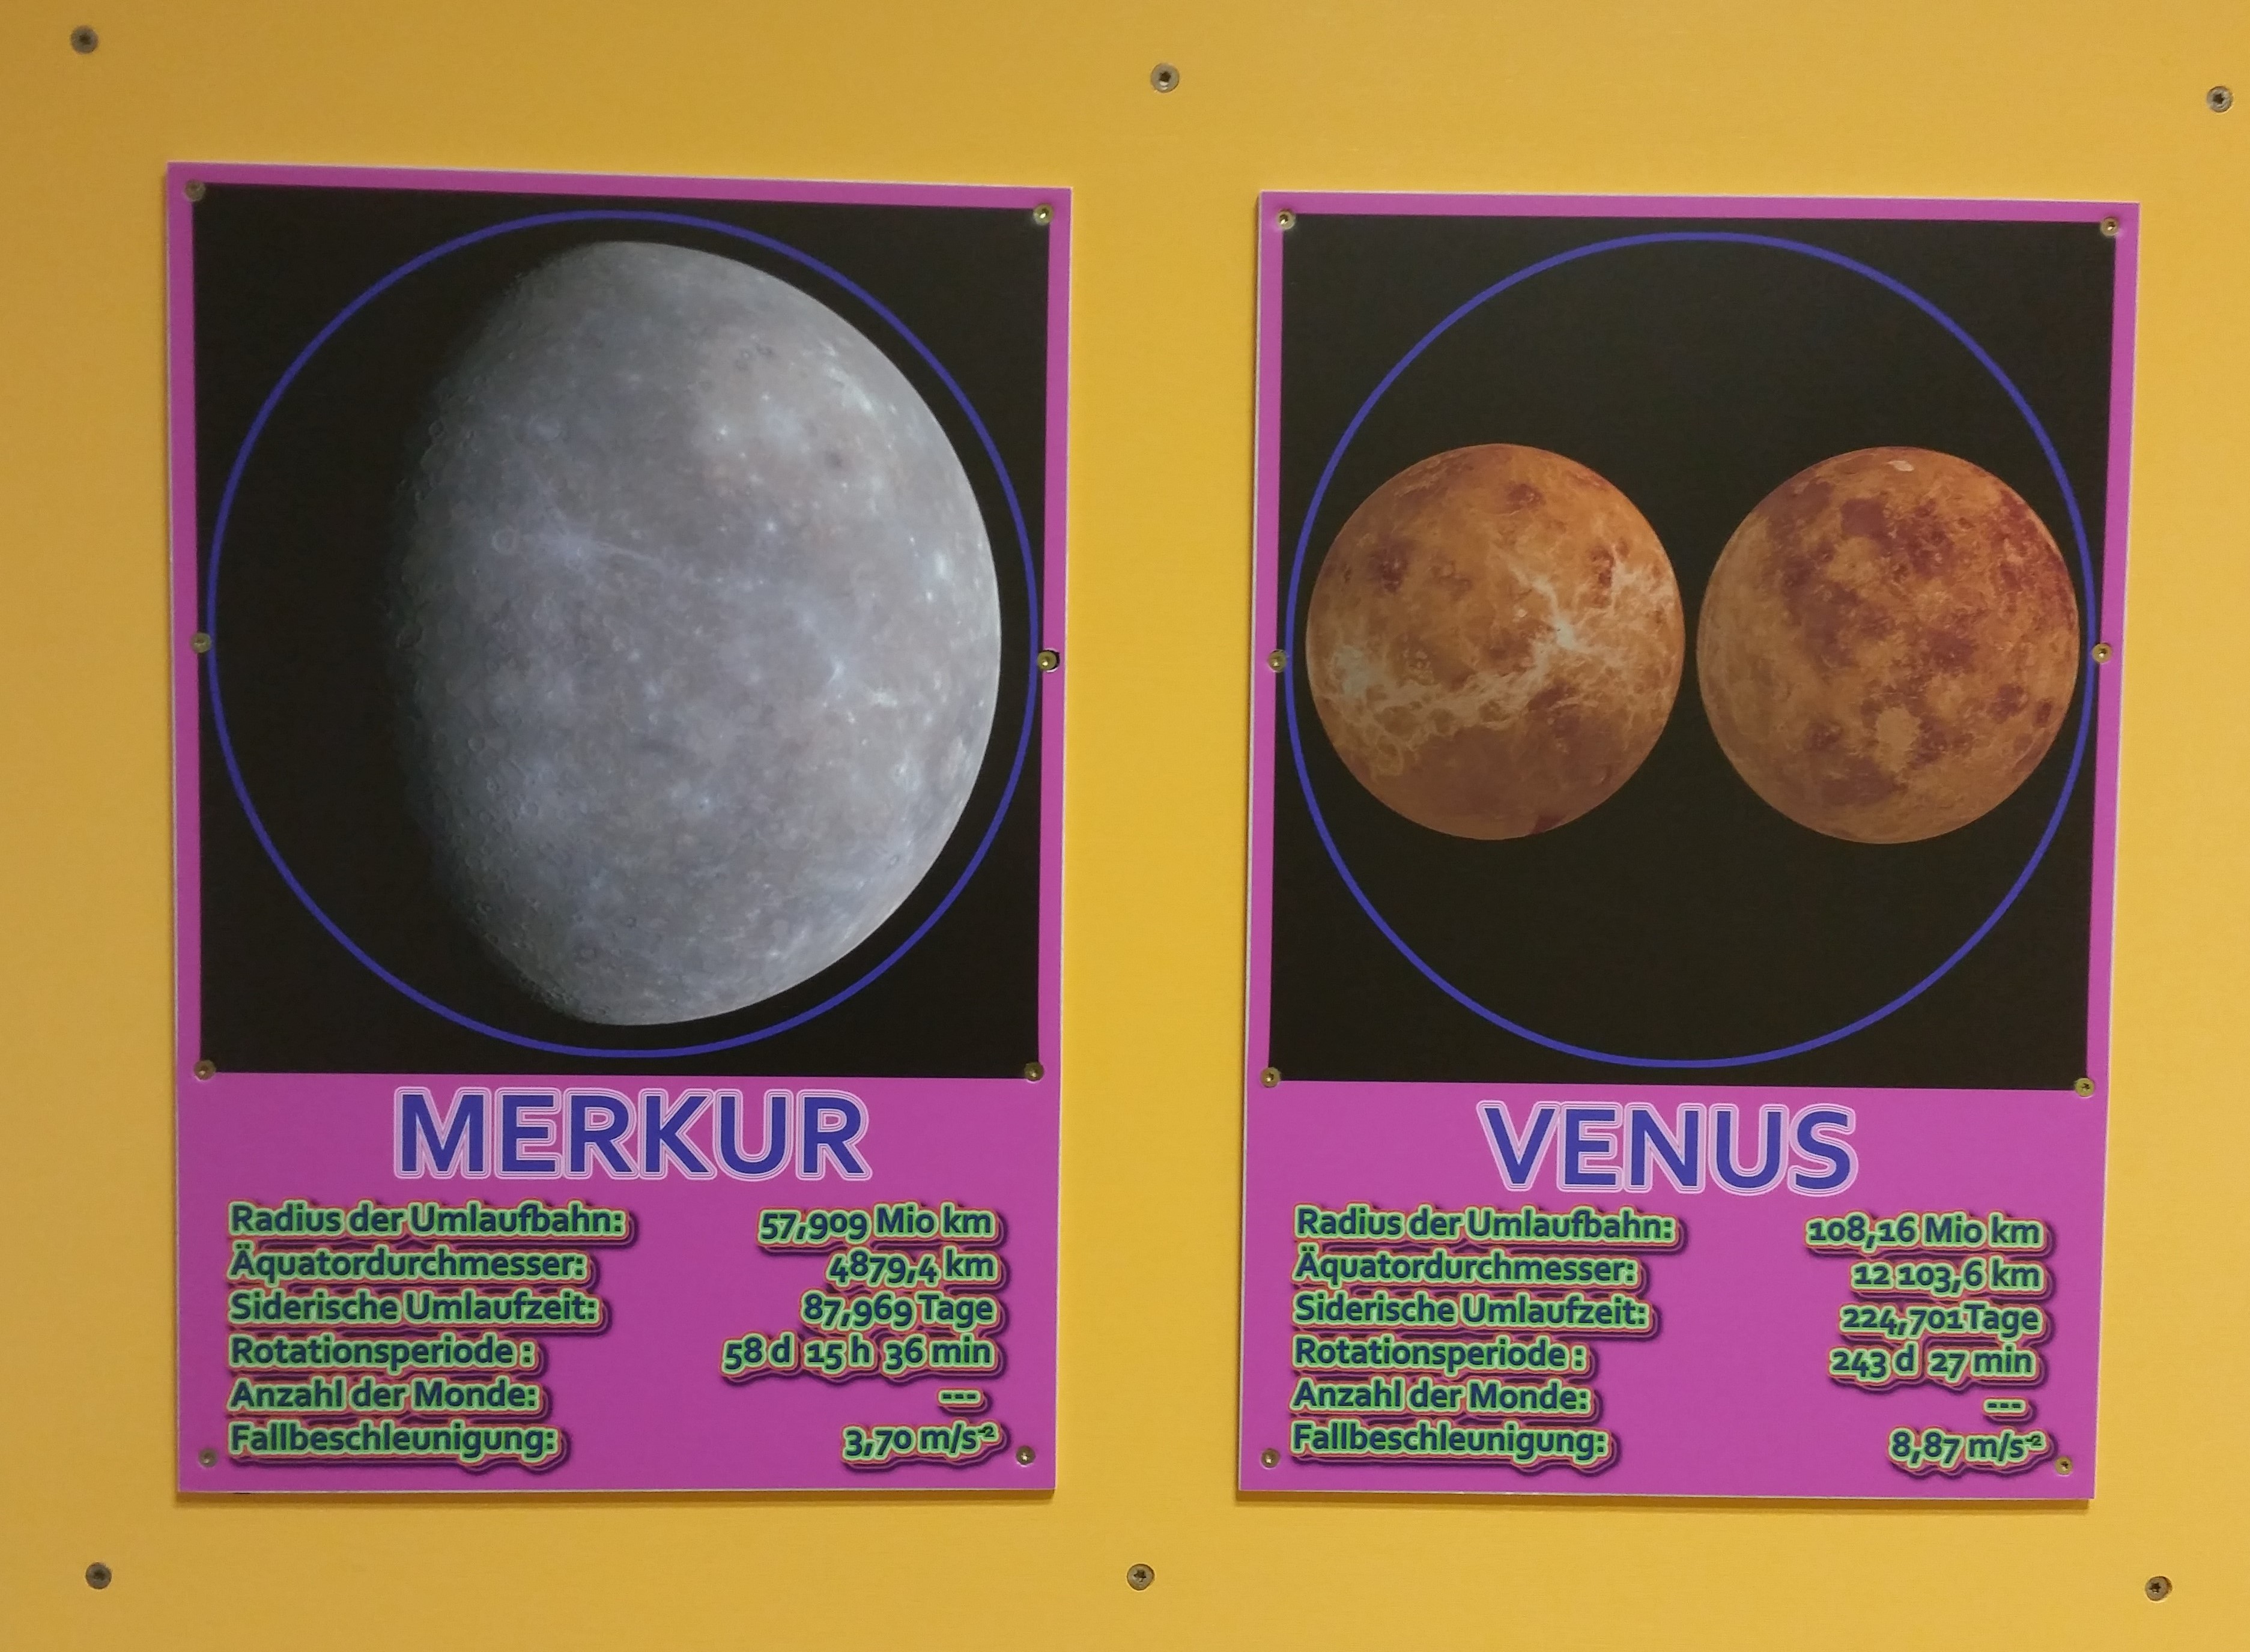 MERKUR
Radius der Umlaufbahn: 57,909 Mio km
Äquatordurchmesser: 4879,4 km
Siderische Umlaufzeit: 87,969 Tage
Rotationsperiode : 58 d 15 h 36 min
Anzahl der Monde: ---
Fallbeschleunigung: 3,70 m/s⁻²
VENUS
Radius der Umlaufbahn: 108,16 Mio km
Äquatordurchmesser: 12 103,6 km
Siderische Umlaufzeit: 224,701Tage
Rotationsperiode : 243 d 27 min
Anzahl der Monde: ---
Fallbeschleunigung: 8,87 m/s⁻²